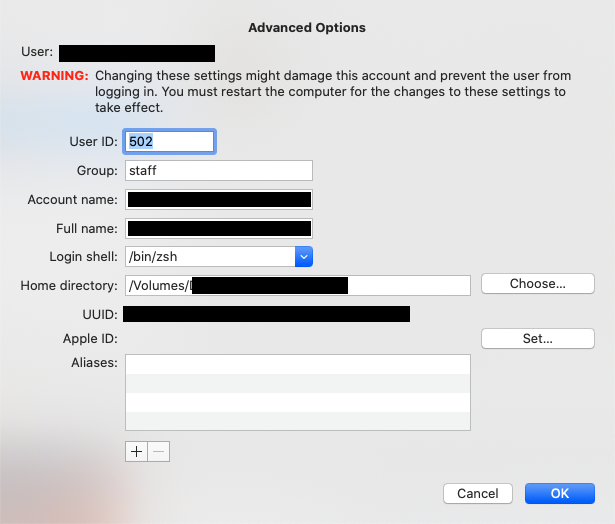 Advanced Options
User:
WARNING: Changing these settings might damage this account and prevent the user from
logging in. You must restart the computer for the changes to these settings to
take effect.
User ID: 502
Group: staff
Account name:
Full name:
Login shell: /bin/zsh
Home directory: /Volumes/ Choose...
UUID:
Apple ID: Set...
Aliases:
+ −
Cancel OK